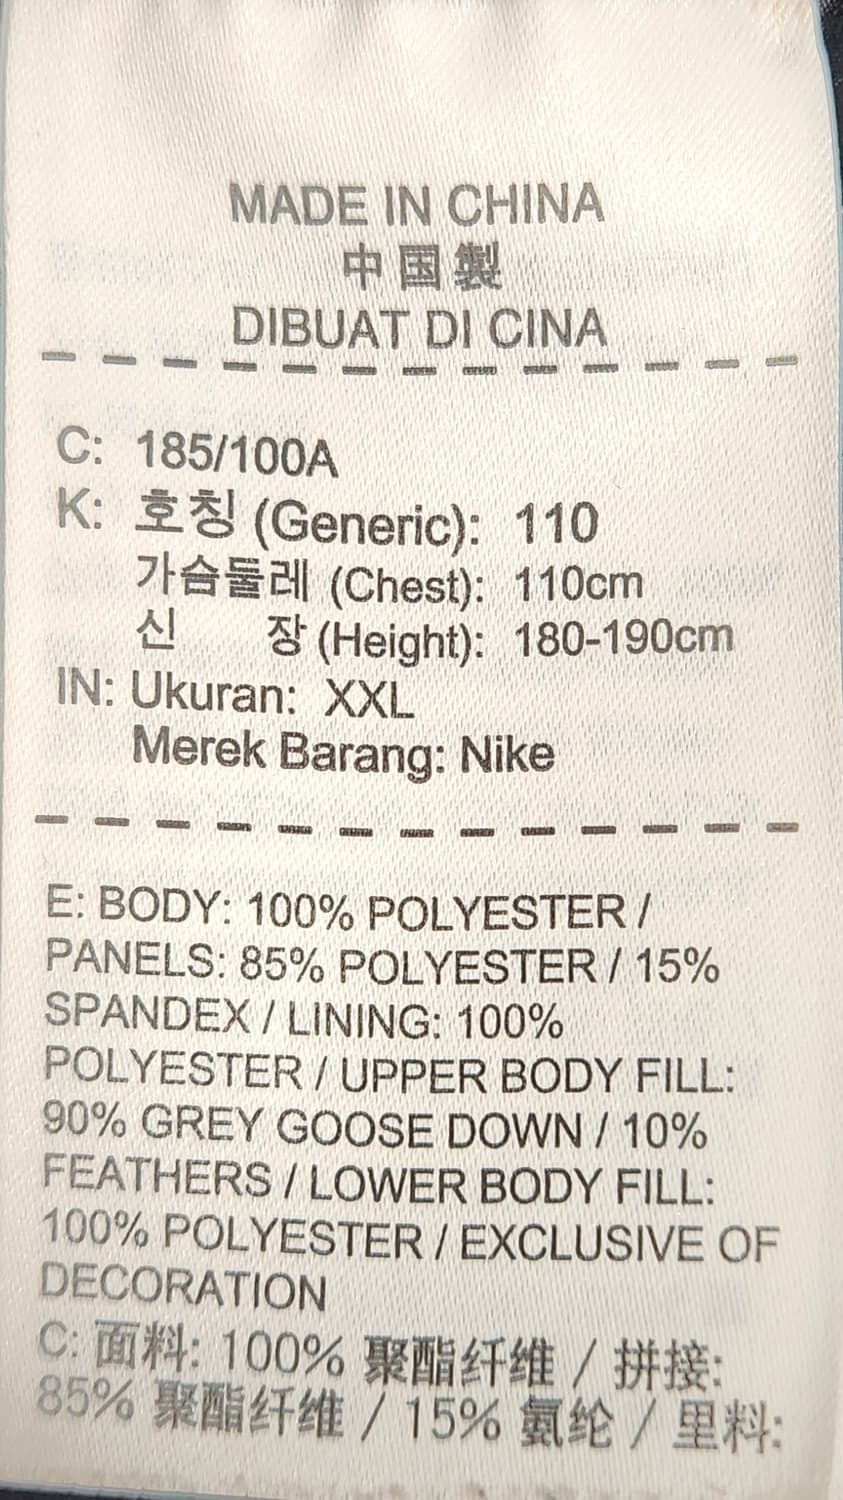 MADE IN CHINA
中国製
DIBUAT DI CINA
C: 185/100A
K: 호칭 (Generic): 110
가슴둘레 (Chest): 110cm
신 장 (Height): 180-190cm
IN: Ukuran: XXL
Merek Barang: Nike
E: BODY: 100% POLYESTER /
PANELS: 85% POLYESTER / 15%
SPANDEX / LINING: 100%
POLYESTER / UPPER BODY FILL:
90% GREY GOOSE DOWN / 10%
FEATHERS / LOWER BODY FILL:
100% POLYESTER / EXCLUSIVE OF
DECORATION
C: 面料: 100% 聚酯纤维 / 拼接:
85% 聚酯纤维 / 15% 氨纶 / 里料: